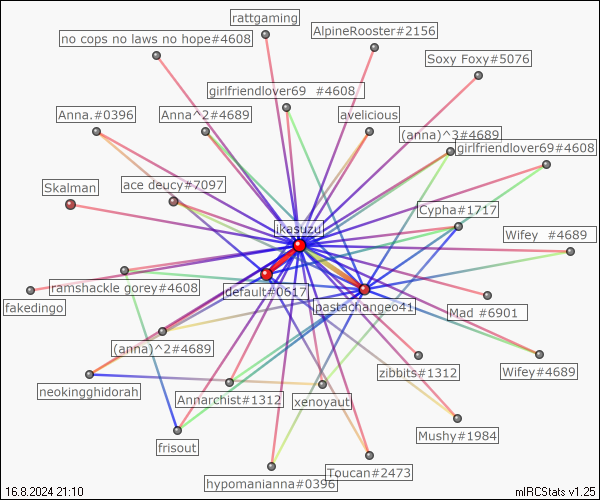 rattgaming
AlpineRooster#2156
no cops no laws no hope#4608
Soxy Foxy#5076
girlfriendlover69 #4608
Anna.#0396
Anna^2#4689
avelicious
(anna)^3#4689
girlfriendlover69#4608
Skalman
ace deucy#7097
Cypha#1717
ikasuzu
Wifey #4689
ramshackle gorey#4608
default#0617
fakedingo
pastachange041
Mad #6901
(anna)^2#4689
zibbits#1312
Wifey#4689
neokingghidorah
Annarchist#1312
xenoyaut
Mushy#1984
frisout
Toucan#2473
hypomanianna#0396
16.8.2024 21:10
mIRCStats v1.25